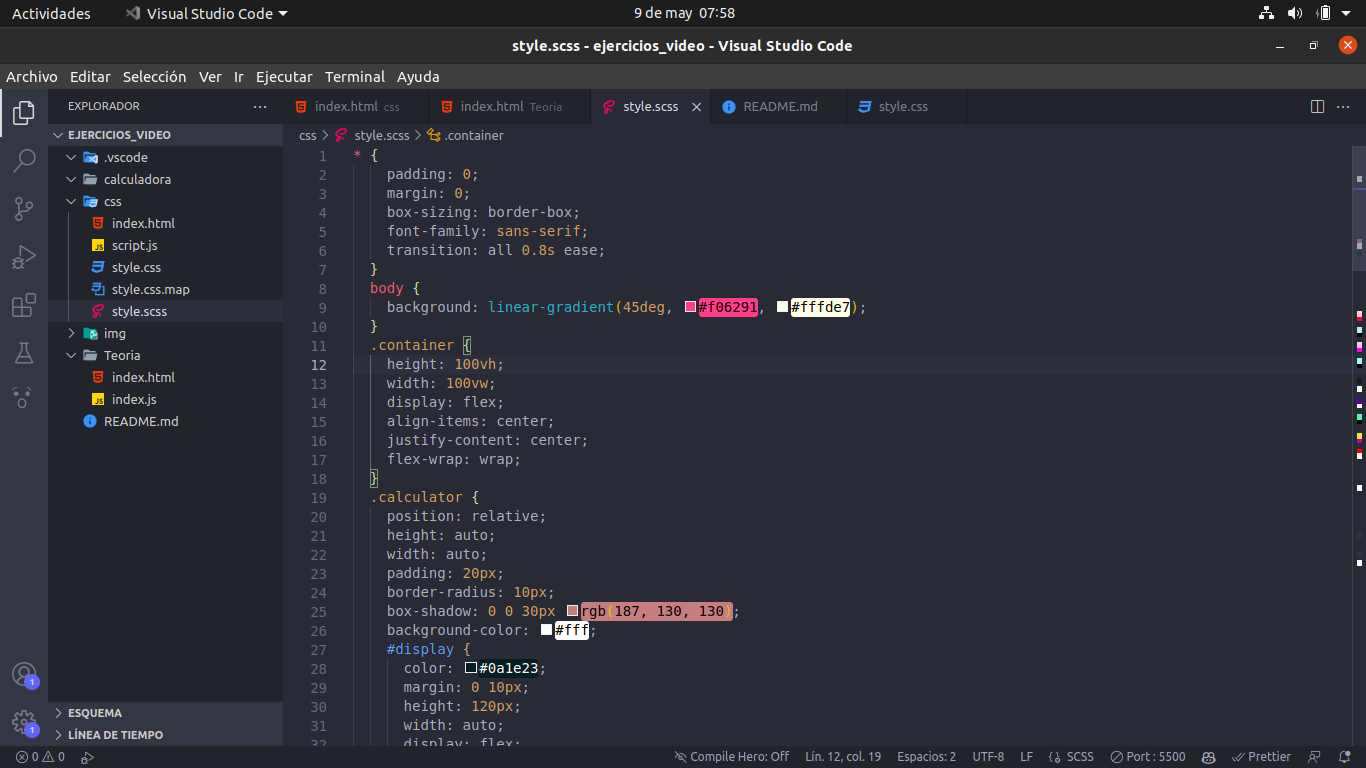 Actividades Visual Studio Code 9 de may 07:58
style.scss - ejercicios_video - Visual Studio Code
Archivo Editar Selección Ver Ir Ejecutar Terminal Ayuda
EXPLORADOR
index.html css index.html Teoria style.scss README.md style.css
EJERCICIOS_VIDEO
.vscode
calculadora
css
index.html
script.js
style.css
style.css.map
style.scss
img
Teoria
index.html
index.js
README.md
ESQUEMA
LÍNEA DE TIEMPO
css > style.scss > .container
1 * {
2 padding: 0;
3 margin: 0;
4 box-sizing: border-box;
5 font-family: sans-serif;
6 transition: all 0.8s ease;
7 }
8 body {
9 background: linear-gradient(45deg, #f06291, #fffde7);
10 }
11 .container {
12 height: 100vh;
13 width: 100vw;
14 display: flex;
15 align-items: center;
16 justify-content: center;
17 flex-wrap: wrap;
18 }
19 .calculator {
20 position: relative;
21 height: auto;
22 width: auto;
23 padding: 20px;
24 border-radius: 10px;
25 box-shadow: 0 0 30px rgb(187, 130, 130);
26 background-color: #fff;
27 #display {
28 color: #0a1e23;
29 margin: 0 10px;
30 height: 120px;
31 width: auto;
32 display: flex;
1
1
0 0 Compile Hero: Off Lín. 12, col. 19 Espacios: 2 UTF-8 LF SCSS Port : 5500 Prettier